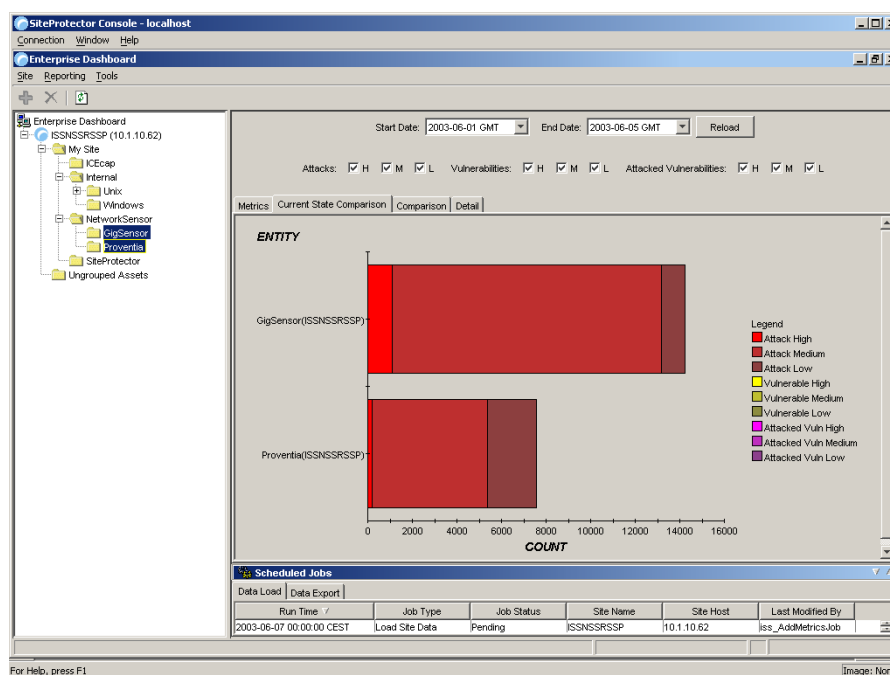 SiteProtector Console - localhost
Connection Window Help
Enterprise Dashboard
Site Reporting Tools
Enterprise Dashboard
ISSNSSRSSP (10.1.10.62)
My Site
ICEcap
Internal
Unix
Windows
NetworkSensor
GigSensor
Proventia
SiteProtector
Ungrouped Assets
Start Date: 2003-06-01 GMT End Date: 2003-06-05 GMT Reload
Attacks: H M L Vulnerabilities: H M L Attacked Vulnerabilities: H M L
Metrics Current State Comparison Comparison Detail
ENTITY
GigSensor(ISSNSSRSSP)
Proventia(ISSNSSRSSP)
0 2000 4000 6000 8000 10000 12000 14000 16000
COUNT
Legend
Attack High
Attack Medium
Attack Low
Vulnerable High
Vulnerable Medium
Vulnerable Low
Attacked Vuln High
Attacked Vuln Medium
Attacked Vuln Low
Scheduled Jobs
Data Load Data Export
Run Time Job Type Job Status Site Name Site Host Last Modified By
2003-06-07 00:00:00 CEST Load Site Data Pending ISSNSSRSSP 10.1.10.62 iss_AddMetricsJob
For Help, press F1
Image: Nor